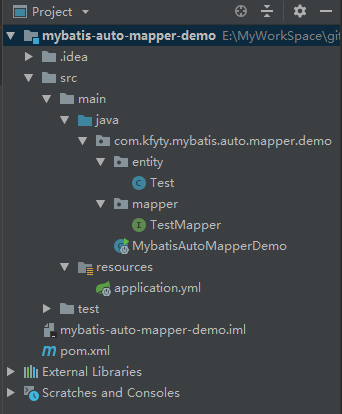 Project
mybatis-auto-mapper-demo E:\MyWorkSpace\git
.idea
src
main
java
com.kfyty.mybatis.auto.mapper.demo
entity
Test
mapper
TestMapper
MybatisAutoMapperDemo
resources
application.yml
test
mybatis-auto-mapper-demo.iml
pom.xml
External Libraries
Scratches and Consoles